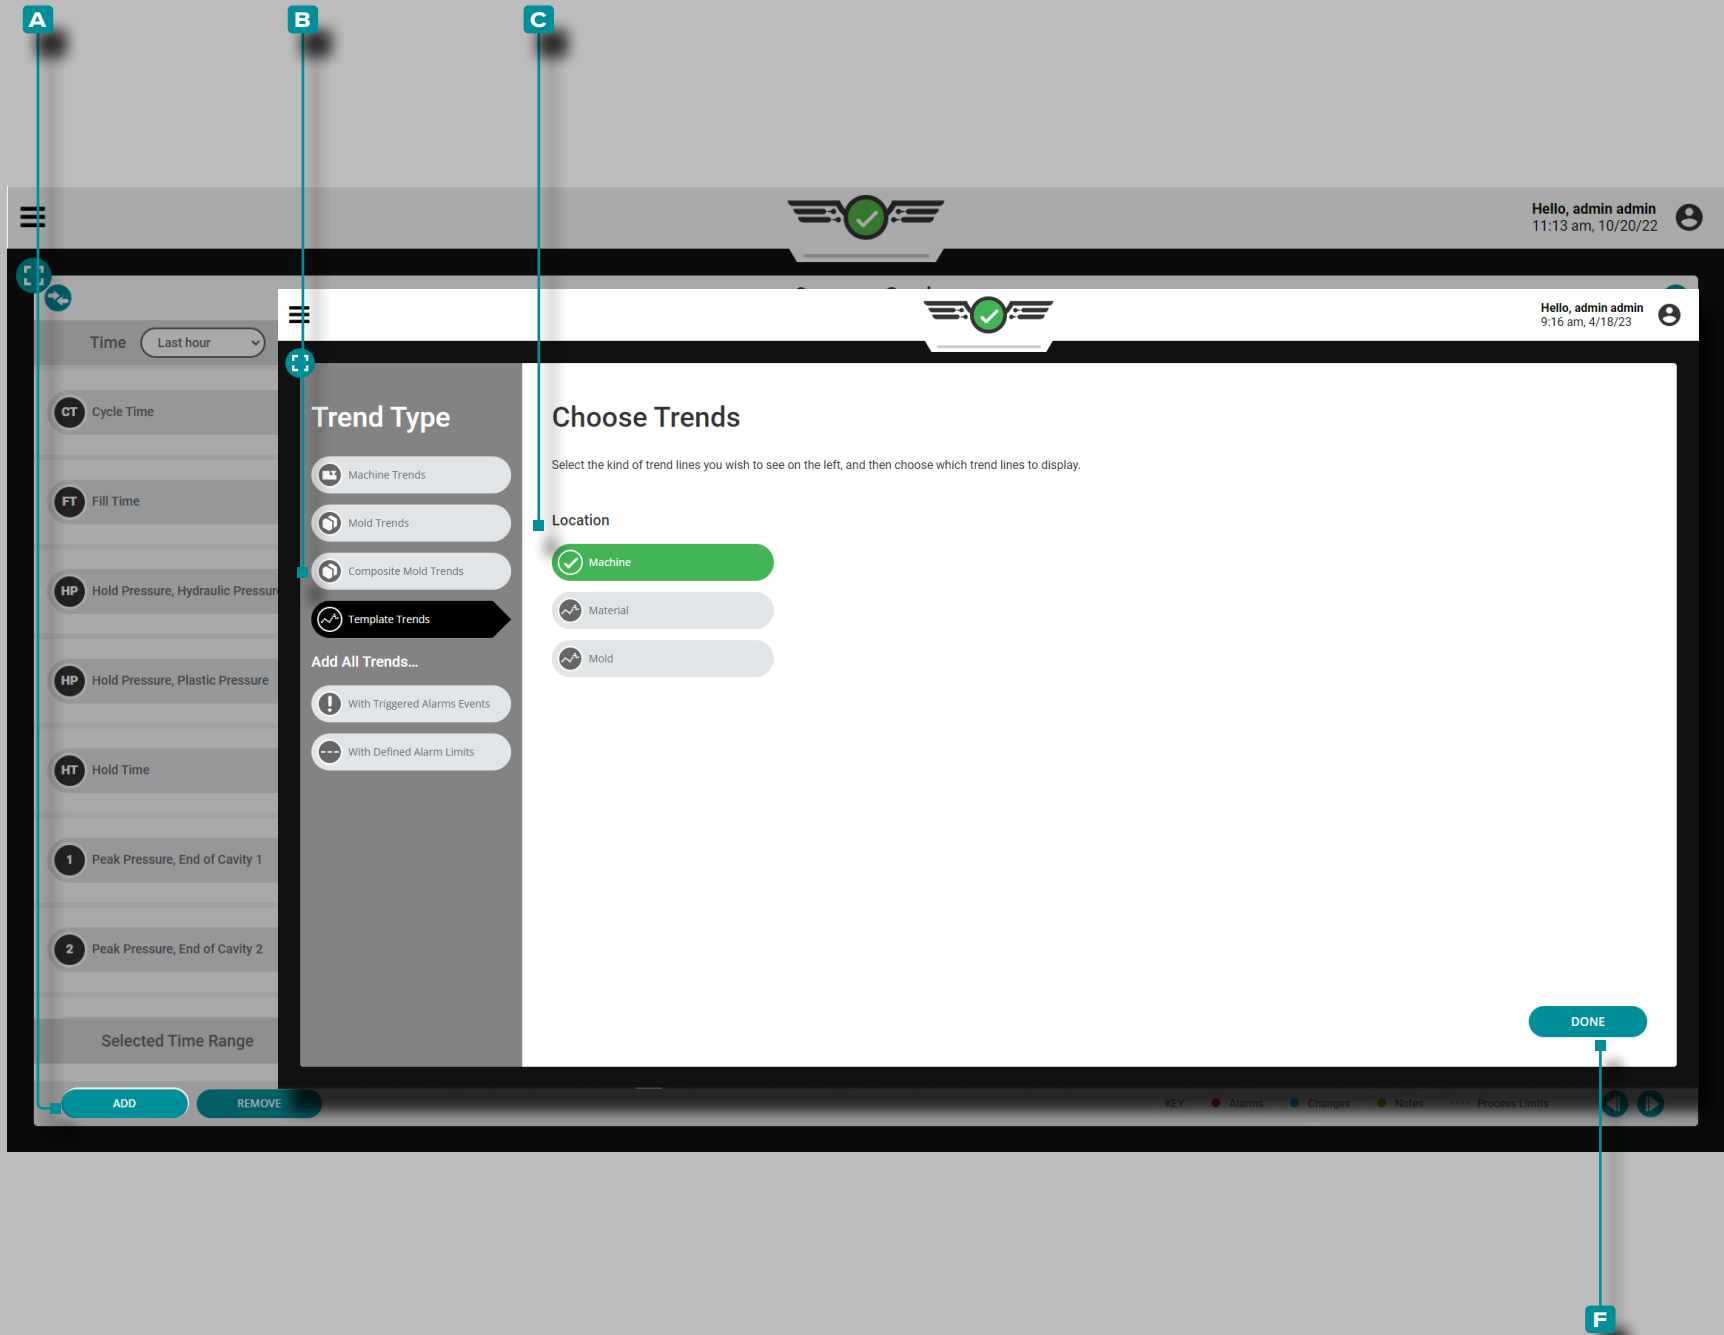 A
B
C
Hello, admin admin
11:13 am, 10/20/22
Hello, admin admin
9:16 am, 4/18/23
Time
Last hour
CT
Cycle Time
FT
Fill Time
HP
Hold Pressure, Hydraulic Pressure
HP
Hold Pressure, Plastic Pressure
HT
Hold Time
1
Peak Pressure, End of Cavity 1
2
Peak Pressure, End of Cavity 2
Selected Time Range
ADD
REMOVE
Trend Type
Machine Trends
Mold Trends
Composite Mold Trends
Template Trends
Add All Trends...
With Triggered Alarms Events
With Defined Alarm Limits
Choose Trends
Select the kind of trend lines you wish to see on the left, and then choose which trend lines to display.
Location
Machine
Material
Mold
DONE
KEY
Alarms
Changes
Notes
Process Limits
F